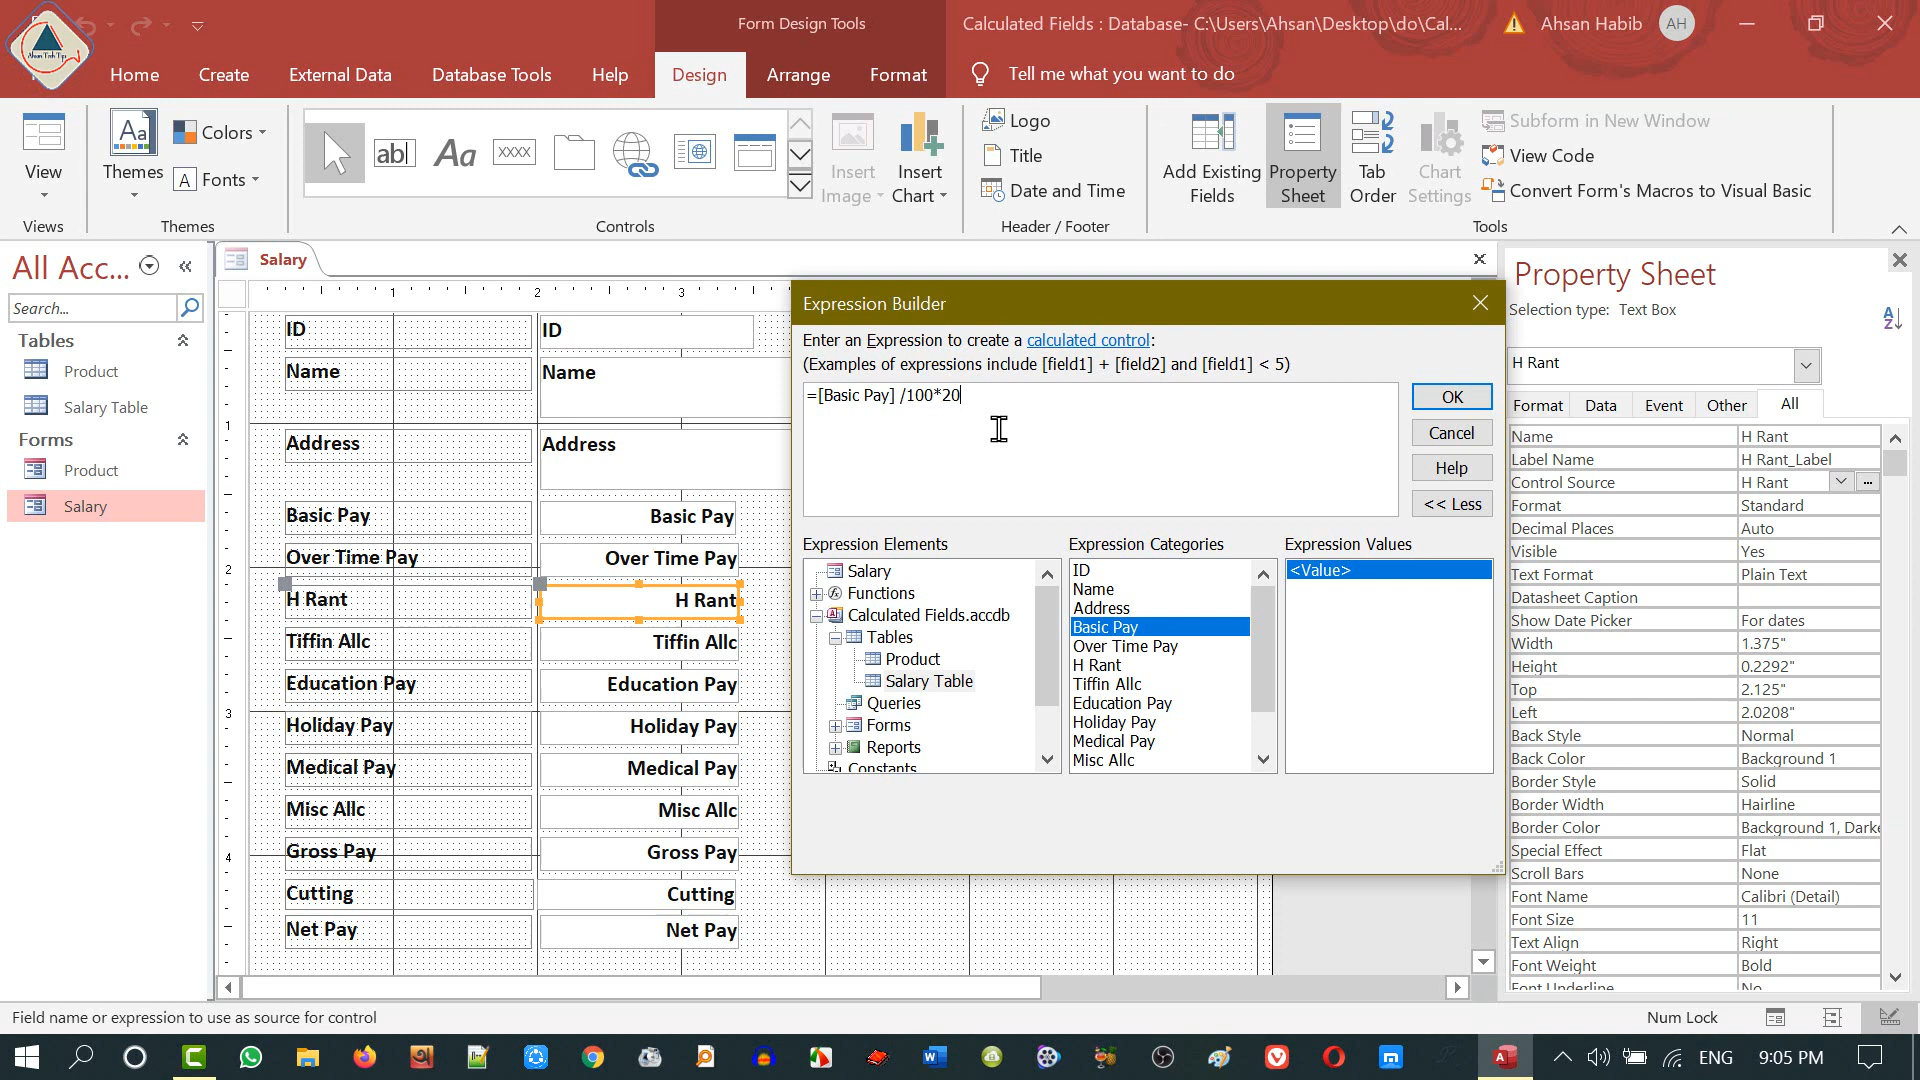 Form Design Tools
Calculated Fields : Database- C:\Users\Ahsan\Desktop\do\Cal...
Ahsan Habib
AH
Ahsan Tech Tips
Home
Create
External Data
Database Tools
Help
Design
Arrange
Format
Tell me what you want to do
View
Themes
Colors
Fonts
Insert Image
Insert Chart
Logo
Title
Date and Time
Add Existing Fields
Property Sheet
Tab Order
Chart Settings
Subform in New Window
View Code
Convert Form's Macros to Visual Basic
Views
Themes
Controls
Header / Footer
Tools
All Acc...
Search...
Tables
Product
Salary Table
Forms
Product
Salary
Salary
1
2
3
1
2
3
4
ID
ID
Name
Name
Address
Address
Basic Pay
Basic Pay
Over Time Pay
Over Time Pay
H Rant
H Rant
Tiffin Allc
Tiffin Allc
Education Pay
Education Pay
Holiday Pay
Holiday Pay
Medical Pay
Medical Pay
Misc Allc
Misc Allc
Gross Pay
Gross Pay
Cutting
Cutting
Net Pay
Net Pay
Expression Builder
Enter an Expression to create a calculated control:
(Examples of expressions include [field1] + [field2] and [field1] < 5)
=[Basic Pay] /100*20
OK
Cancel
Help
<< Less
Expression Elements
Salary
Functions
Calculated Fields.accdb
Tables
Product
Salary Table
Queries
Forms
Reports
Constants
Expression Categories
ID
Name
Address
Basic Pay
Over Time Pay
H Rant
Tiffin Allc
Education Pay
Holiday Pay
Medical Pay
Misc Allc
Expression Values
<Value>
Property Sheet
Selection type: Text Box
H Rant
Format
Data
Event
Other
All
Name H Rant
Label Name H Rant_Label
Control Source H Rant
Format Standard
Decimal Places Auto
Visible Yes
Text Format Plain Text
Datasheet Caption
Show Date Picker For dates
Width 1.375"
Height 0.2292"
Top 2.125"
Left 2.0208"
Back Style Normal
Back Color Background 1
Border Style Solid
Border Width Hairline
Border Color Background 1, Darke
Special Effect Flat
Scroll Bars None
Font Name Calibri (Detail)
Font Size 11
Text Align Right
Font Weight Bold
Font Underline No
Field name or expression to use as source for control
Num Lock
ENG
9:05 PM